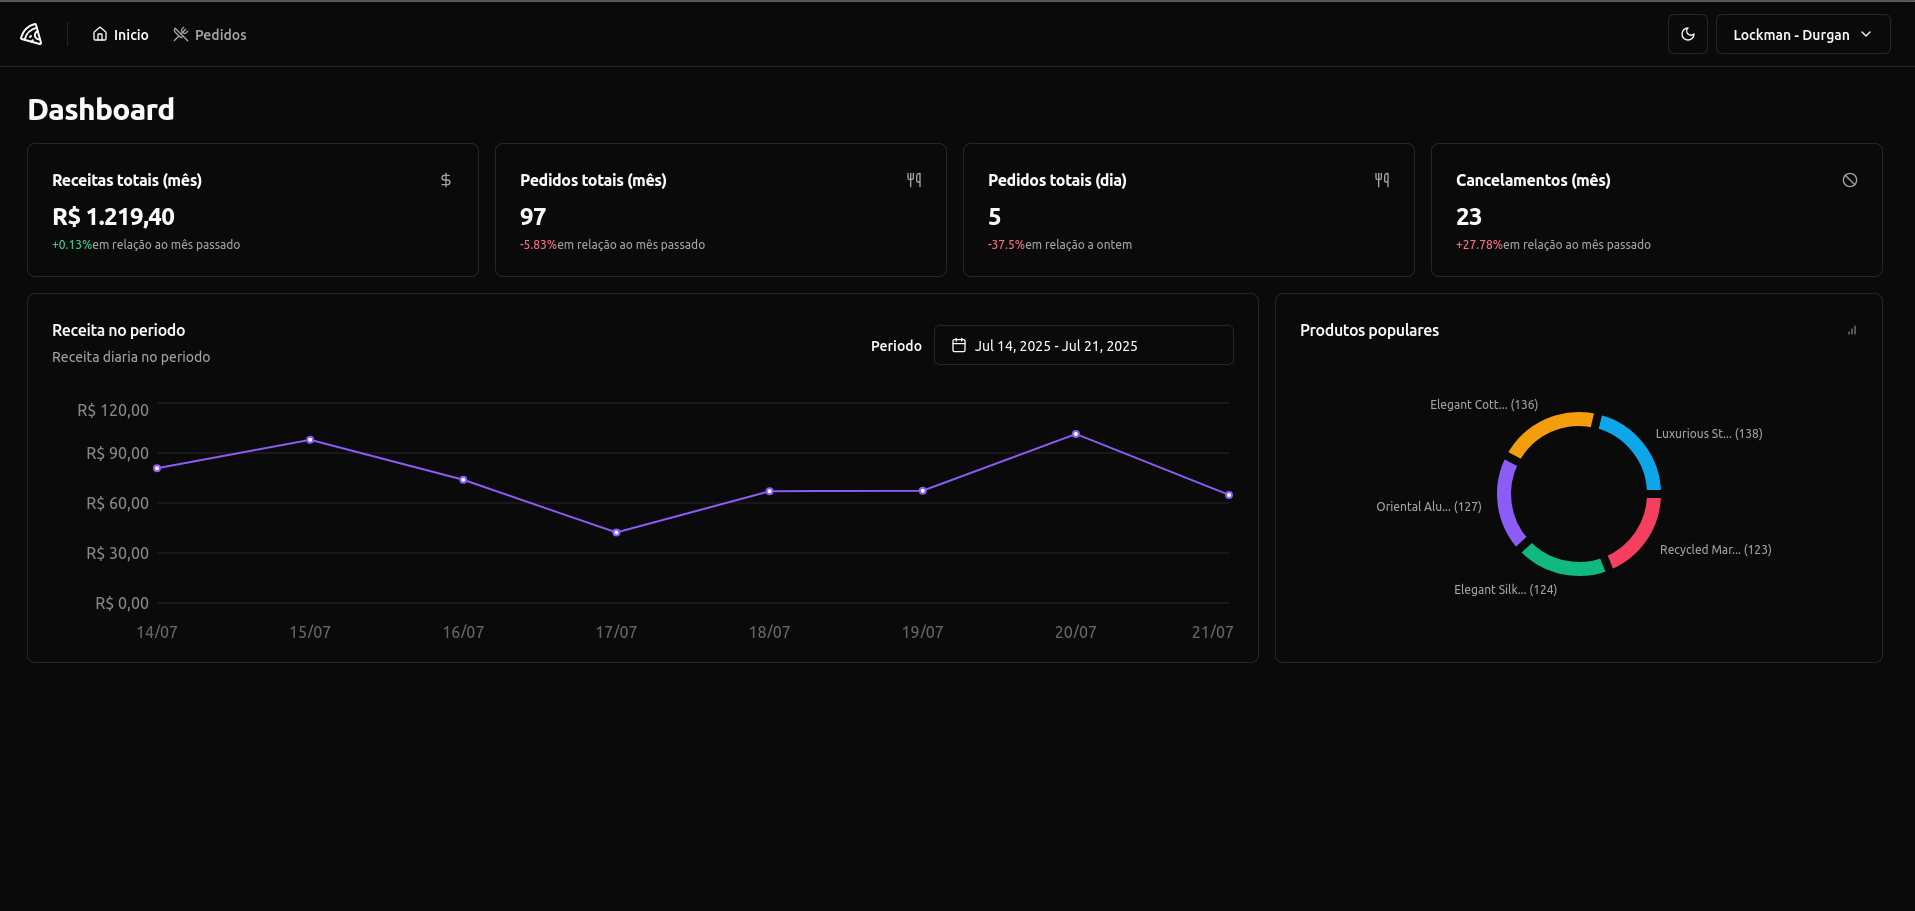 Inicio
Pedidos
Lockman - Durgan
Dashboard
Receitas totais (mês)
R$ 1.219,40
+0.13%em relação ao mês passado
Pedidos totais (mês)
97
-5.83%em relação ao mês passado
Pedidos totais (dia)
5
-37.5%em relação a ontem
Cancelamentos (mês)
23
+27.78%em relação ao mês passado
Receita no periodo
Receita diaria no periodo
Periodo
Jul 14, 2025 - Jul 21, 2025
R$ 120,00
R$ 90,00
R$ 60,00
R$ 30,00
R$ 0,00
14/07
15/07
16/07
17/07
18/07
19/07
20/07
21/07
Produtos populares
Elegant Cott... (136)
Luxurious St... (138)
Oriental Alu... (127)
Recycled Mar... (123)
Elegant Silk... (124)